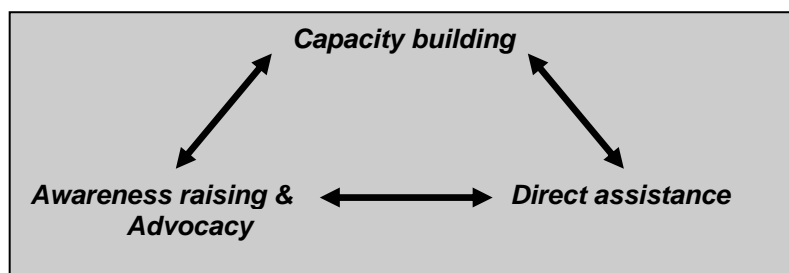 Capacity building
Awareness raising & Direct assistance
Advocacy